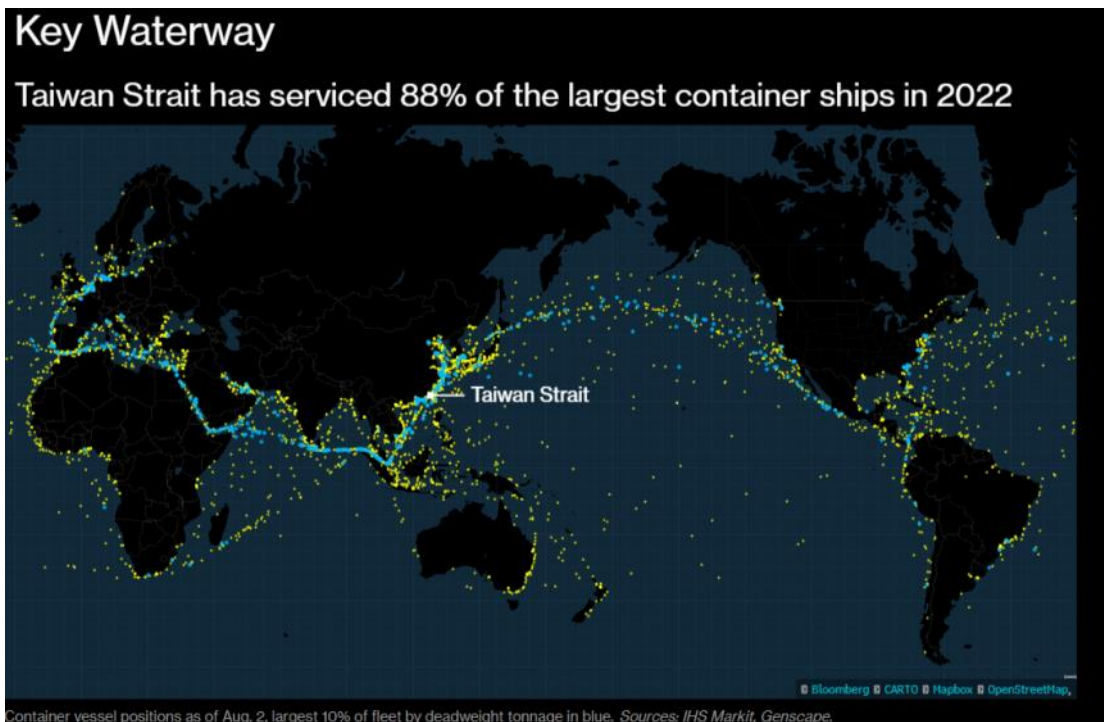 Key Waterway
Taiwan Strait has serviced 88% of the largest container ships in 2022
Taiwan Strait
© Bloomberg © CARTO © Mapbox © OpenStreetMap,
Container vessel positions as of Aug. 2, largest 10% of fleet by deadweight tonnage in blue. Sources: IHS Markit, Genscape.